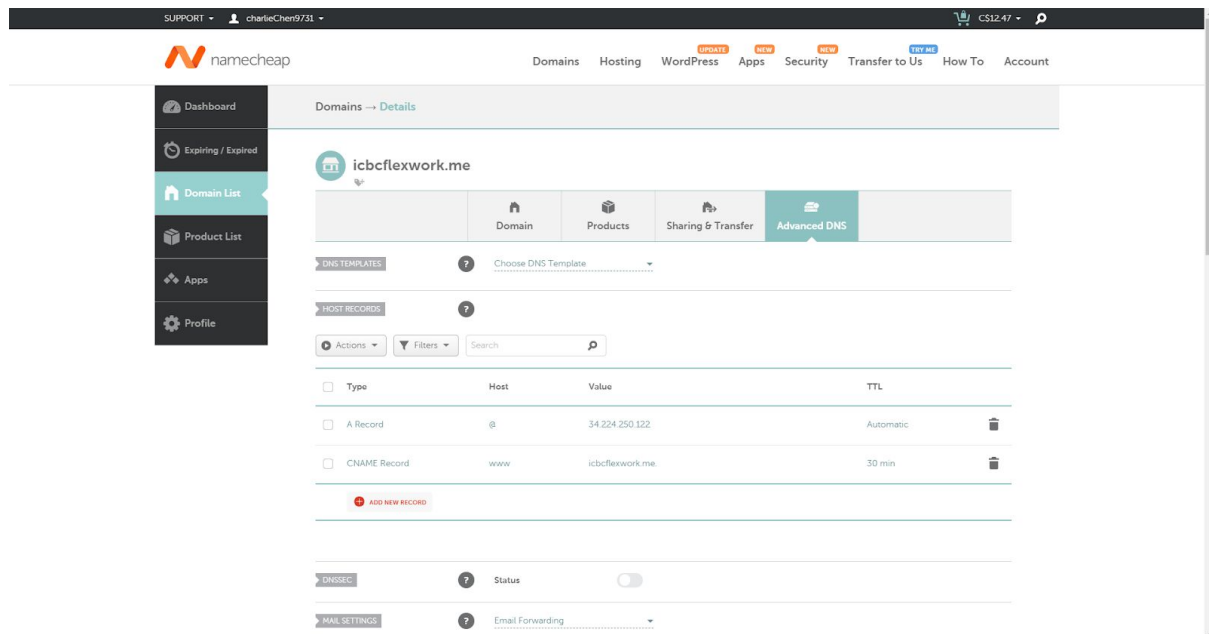 SUPPORT charlieChen9731 C$12.47
namecheap
Domains Hosting WordPress UPDATE Apps NEW Security NEW Transfer to Us TRY ME How To Account
Dashboard
Expiring / Expired
Domain List
Product List
Apps
Profile
Domains → Details
icbcflexwork.me
Domain Products Sharing & Transfer Advanced DNS
DNS TEMPLATES ? Choose DNS Template
HOST RECORDS ?
Actions Filters Search
Type Host Value TTL
A Record @ 34.224.250.122 Automatic
CNAME Record www icbcflexwork.me. 30 min
ADD NEW RECORD
DNSSEC ? Status
MAIL SETTINGS ? Email Forwarding